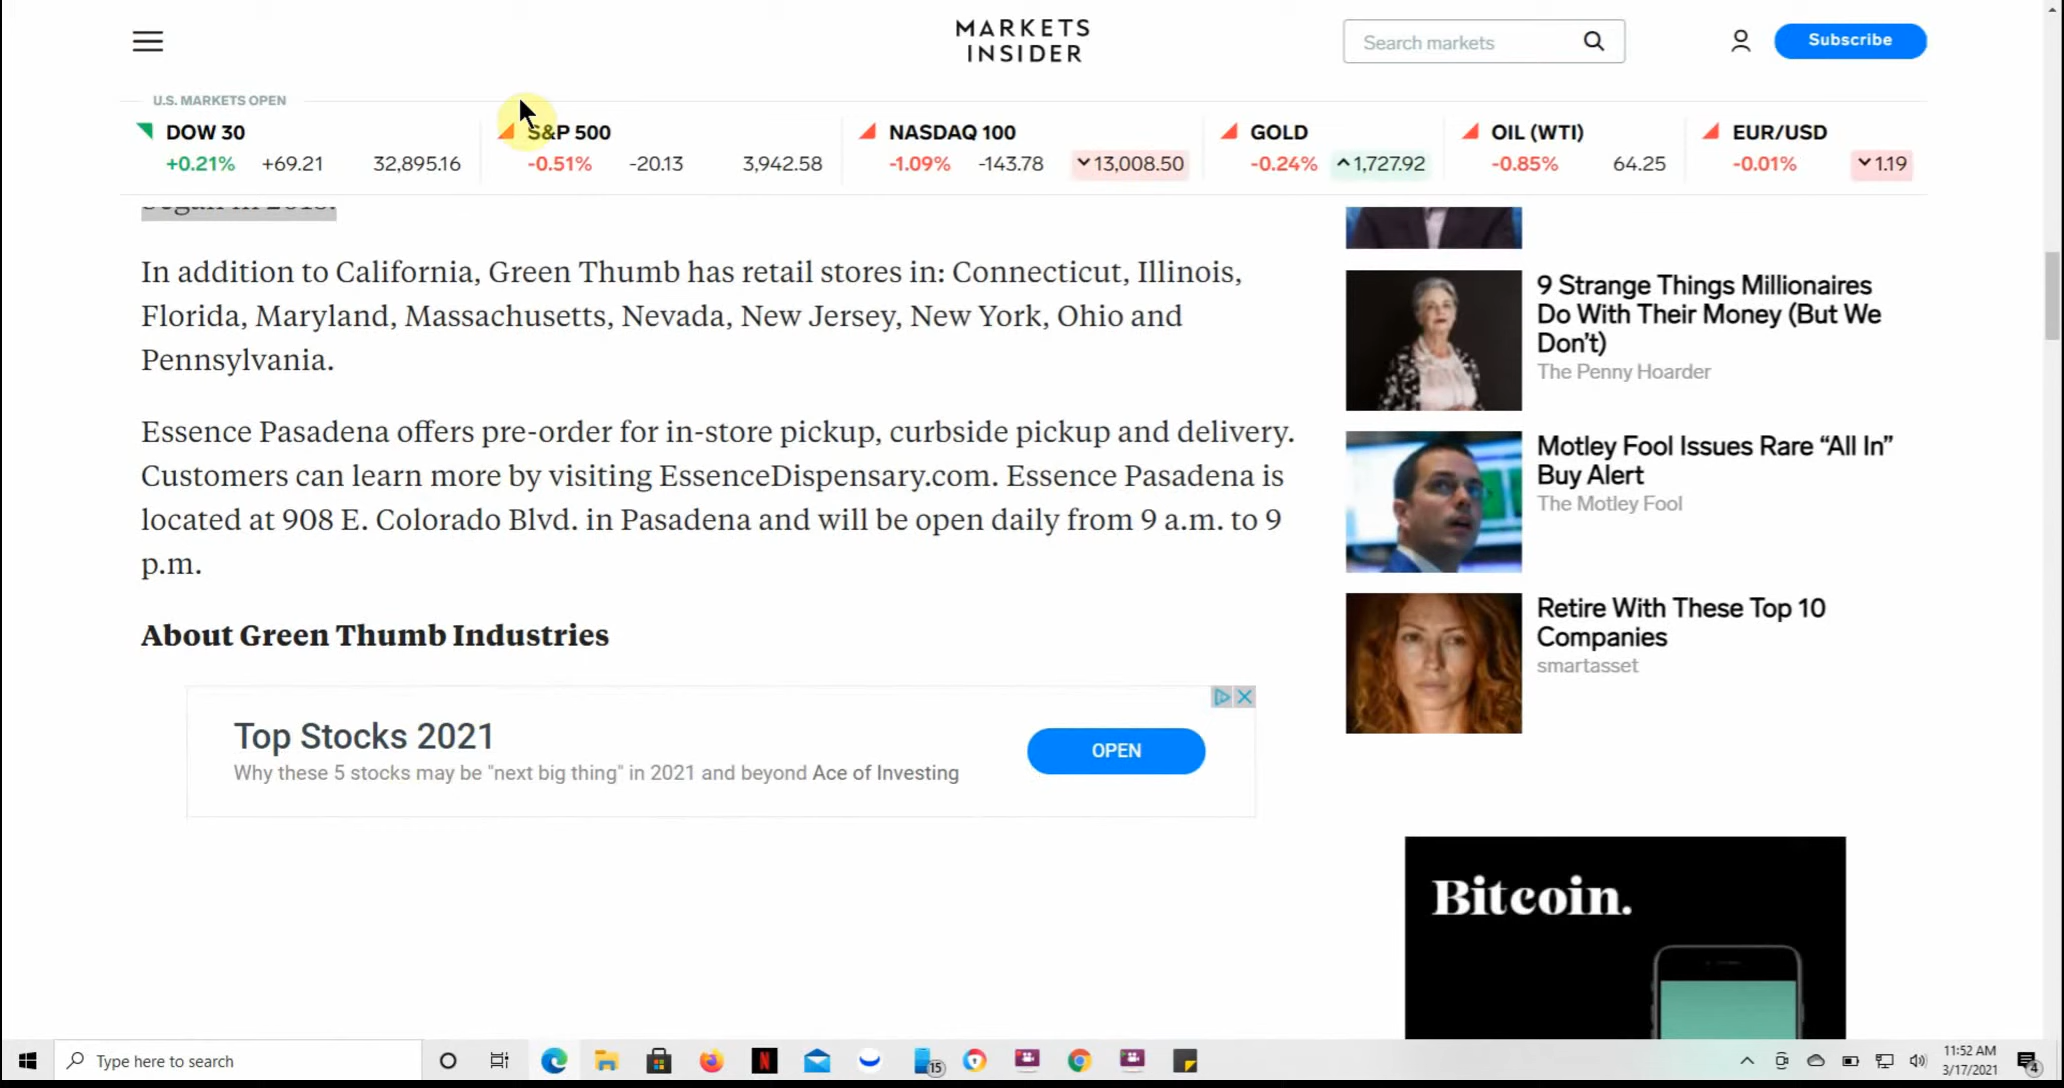 MARKETS
INSIDER
Search markets
Subscribe
U.S. MARKETS OPEN
DOW 30
+0.21% +69.21 32,895.16
S&P 500
-0.51% -20.13 3,942.58
NASDAQ 100
-1.09% -143.78 13,008.50
GOLD
-0.24% 1,727.92
OIL (WTI)
-0.85% 64.25
EUR/USD
-0.01% 1.19
In addition to California, Green Thumb has retail stores in: Connecticut, Illinois,
Florida, Maryland, Massachusetts, Nevada, New Jersey, New York, Ohio and
Pennsylvania.
Essence Pasadena offers pre-order for in-store pickup, curbside pickup and delivery.
Customers can learn more by visiting EssenceDispensary.com. Essence Pasadena is
located at 908 E. Colorado Blvd. in Pasadena and will be open daily from 9 a.m. to 9
p.m.
About Green Thumb Industries
Top Stocks 2021
Why these 5 stocks may be "next big thing" in 2021 and beyond Ace of Investing
OPEN
9 Strange Things Millionaires
Do With Their Money (But We
Don't)
The Penny Hoarder
Motley Fool Issues Rare “All In”
Buy Alert
The Motley Fool
Retire With These Top 10
Companies
smartasset
Bitcoin.
Type here to search
N
15
11:52 AM
3/17/2021
4